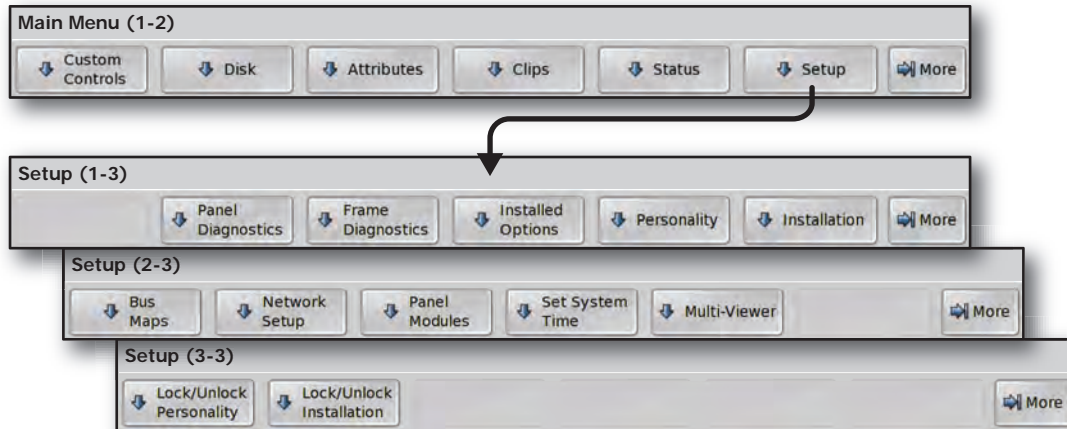 Main Menu (1-2)
Custom
Controls
Disk
Attributes
Clips
Status
Setup
More
Setup (1-3)
Panel
Diagnostics
Frame
Diagnostics
Installed
Options
Personality
Installation
More
Setup (2-3)
Bus
Maps
Network
Setup
Panel
Modules
Set System
Time
Multi-Viewer
More
Setup (3-3)
Lock/Unlock
Personality
Lock/Unlock
Installation
More